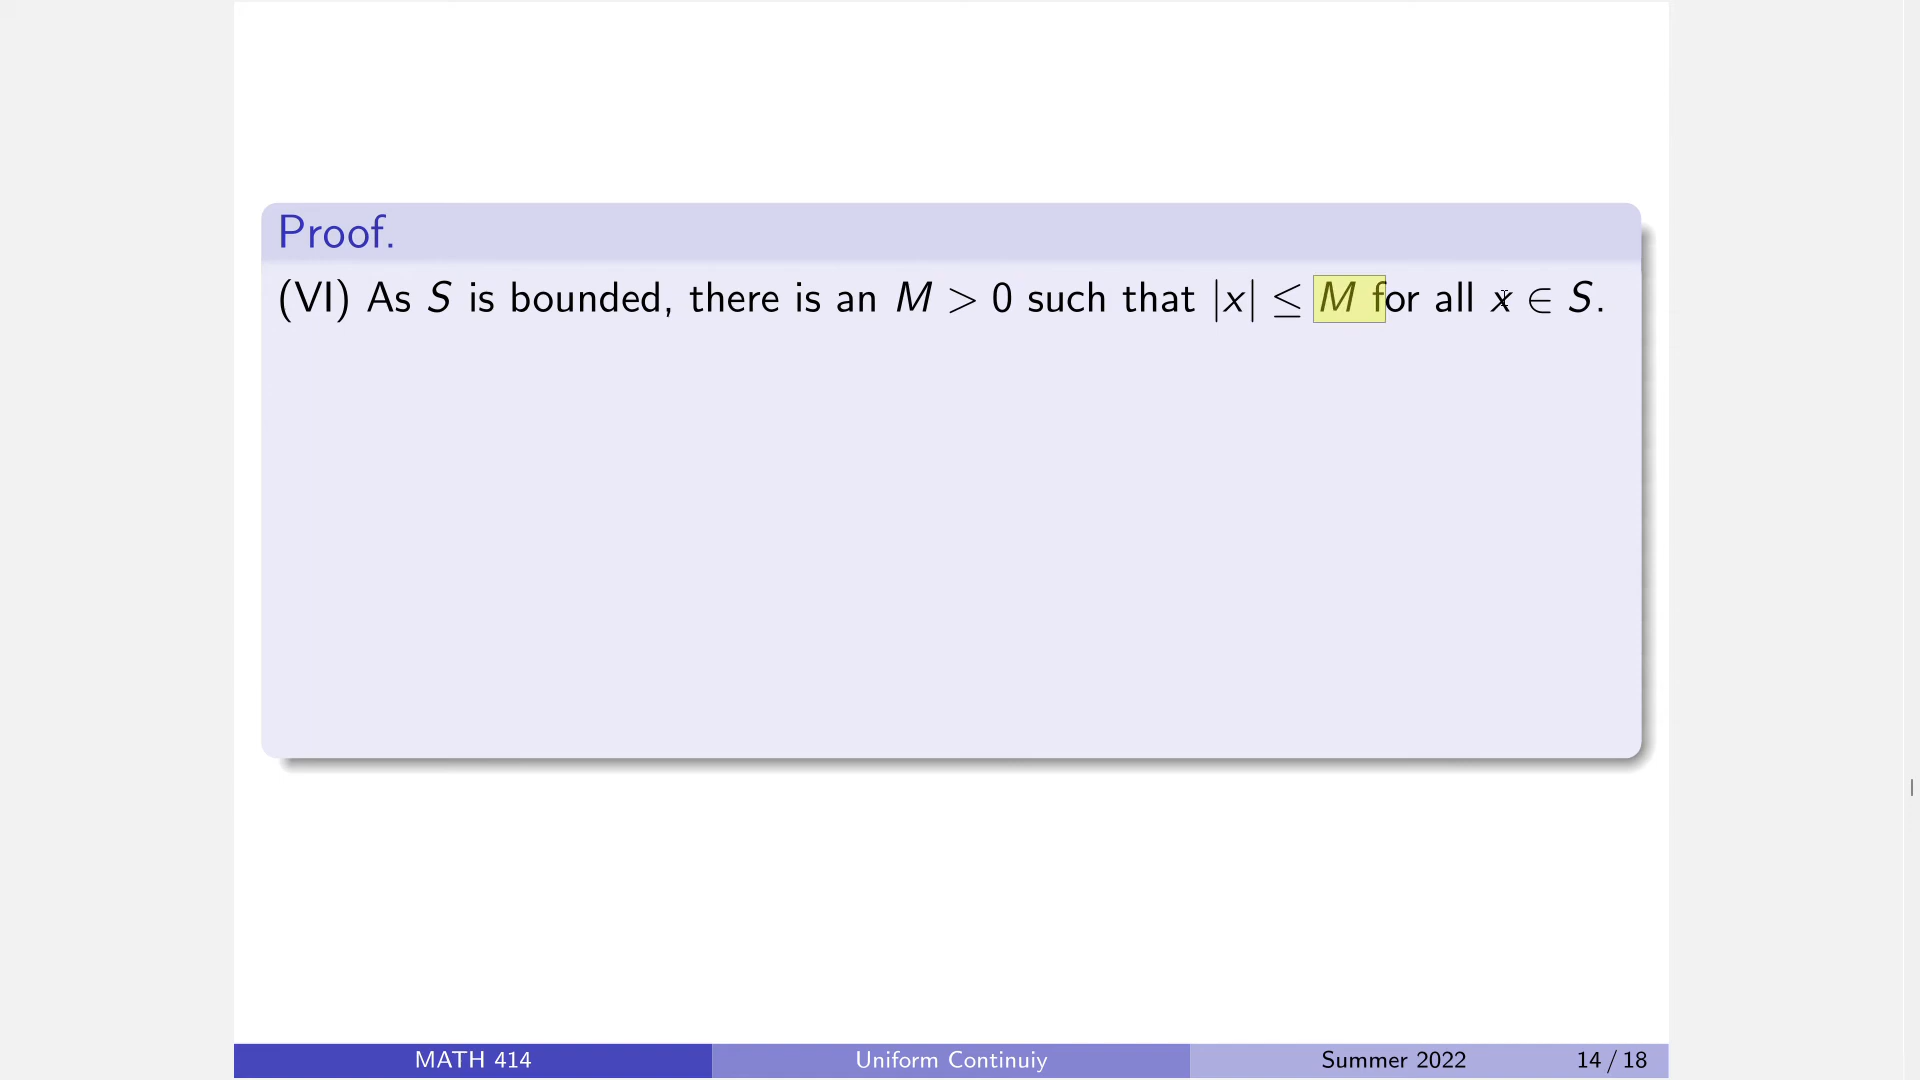 Proof.
(VI) As S is bounded, there is an M > 0 such that |x| ≤ M for all x ∈ S.
MATH 414 Uniform Continuiy Summer 2022 14 / 18